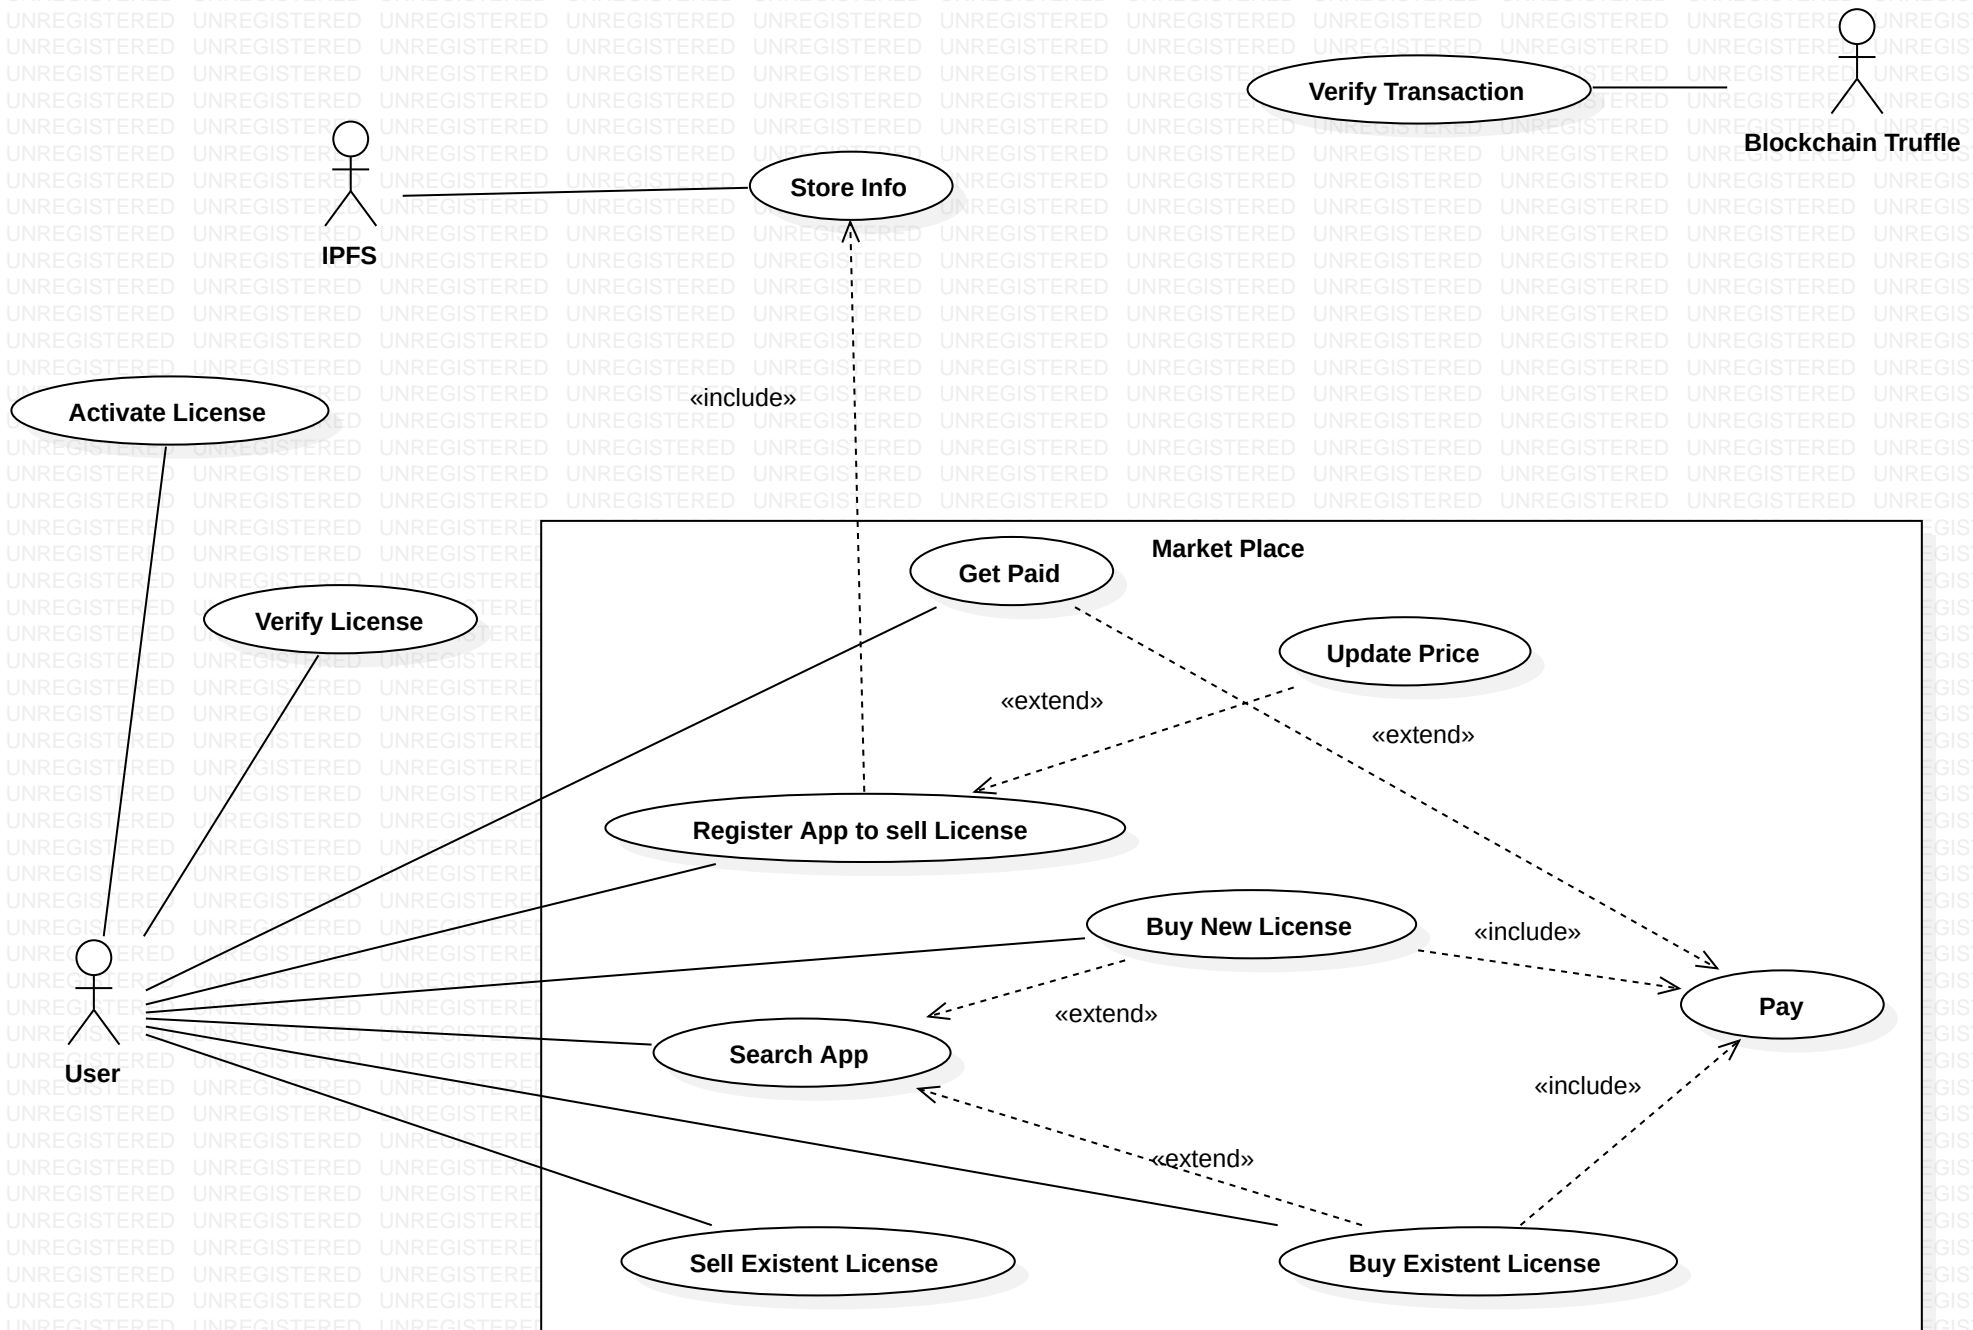 Verify Transaction
Blockchain Truffle
Store Info
IPFS
«include»
Activate License
Market Place
Get Paid
Verify License
Update Price
«extend»
«extend»
Register App to sell License
Buy New License
«include»
Pay
«extend»
Search App
User
«include»
«extend»
Sell Existent License
Buy Existent License
UNREGISTERED